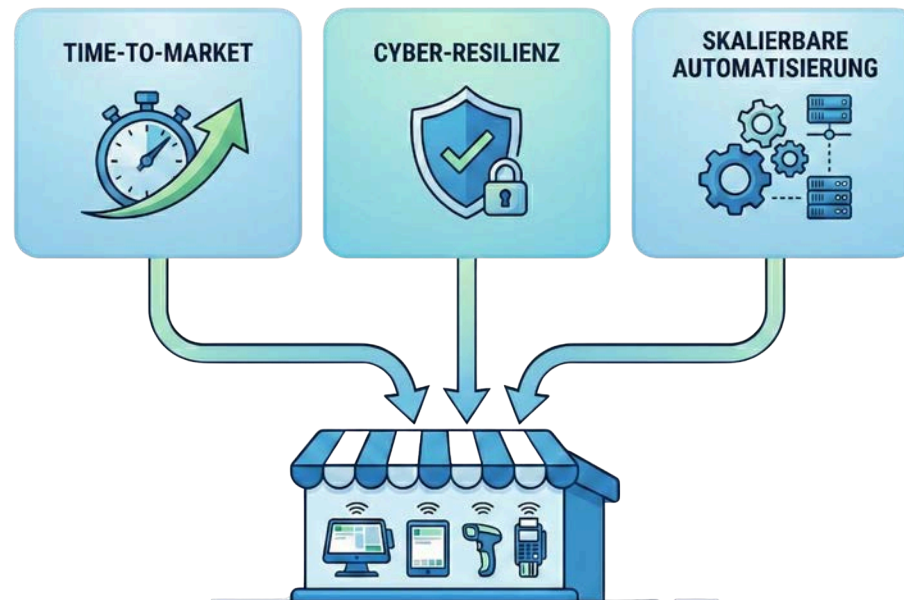 TIME-TO-MARKET
CYBER-RESILIENZ
SKALIERBARE
AUTOMATISIERUNG